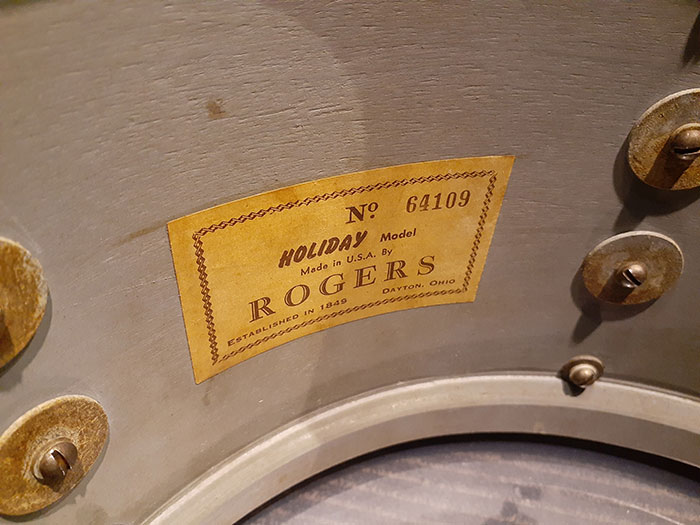 Nº 64109
HOLIDAY Model
Made in U.S.A. By
ROGERS
ESTABLISHED IN 1849 DAYTON, OHIO